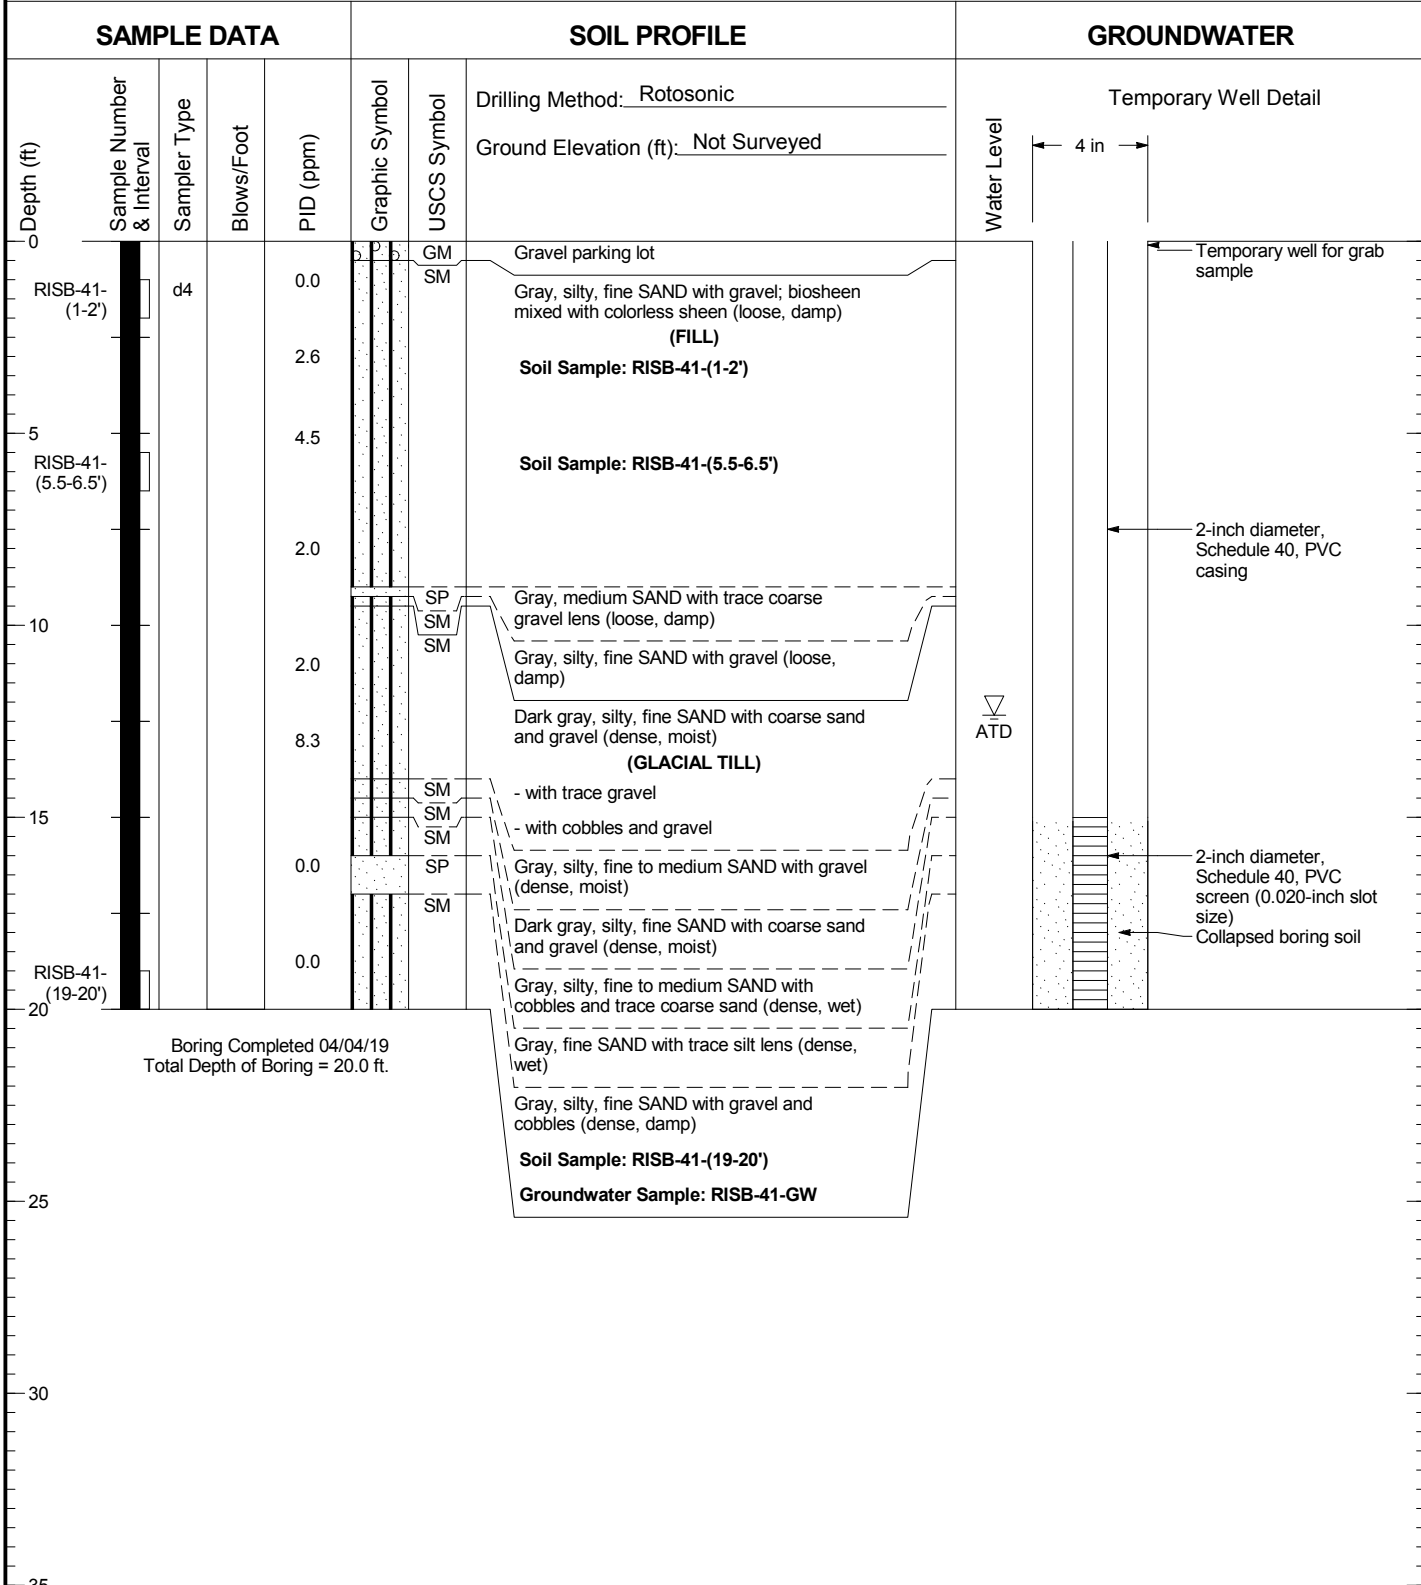 SAMPLE DATA
SOIL PROFILE
GROUNDWATER
Depth (ft)
Sample Number
& Interval
Sampler Type
Blows/Foot
PID (ppm)
Graphic Symbol
USCS Symbol
Drilling Method: Rotosonic
Ground Elevation (ft): Not Surveyed
Water Level
Temporary Well Detail
4 in
0
GM
Gravel parking lot
Temporary well for grab
sample
SM
RISB-41-
(1-2')
d4
0.0
Gray, silty, fine SAND with gravel; biosheen
mixed with colorless sheen (loose, damp)
(FILL)
2.6
Soil Sample: RISB-41-(1-2')
5
4.5
RISB-41-
(5.5-6.5')
Soil Sample: RISB-41-(5.5-6.5')
2.0
2-inch diameter,
Schedule 40, PVC
casing
SP
Gray, medium SAND with trace coarse
gravel lens (loose, damp)
10
SM
SM
2.0
Gray, silty, fine SAND with gravel (loose,
damp)
Dark gray, silty, fine SAND with coarse sand
and gravel (dense, moist)
ATD
8.3
(GLACIAL TILL)
SM
- with trace gravel
15
SM
- with cobbles and gravel
SM
0.0
SP
Gray, silty, fine to medium SAND with gravel
(dense, moist)
2-inch diameter,
Schedule 40, PVC
screen (0.020-inch slot
size)
SM
Dark gray, silty, fine SAND with coarse sand
and gravel (dense, moist)
Collapsed boring soil
0.0
RISB-41-
(19-20')
Gray, silty, fine to medium SAND with
cobbles and trace coarse sand (dense, wet)
20
Boring Completed 04/04/19
Total Depth of Boring = 20.0 ft.
Gray, fine SAND with trace silt lens (dense,
wet)
Gray, silty, fine SAND with gravel and
cobbles (dense, damp)
Soil Sample: RISB-41-(19-20')
Groundwater Sample: RISB-41-GW
25
30
35